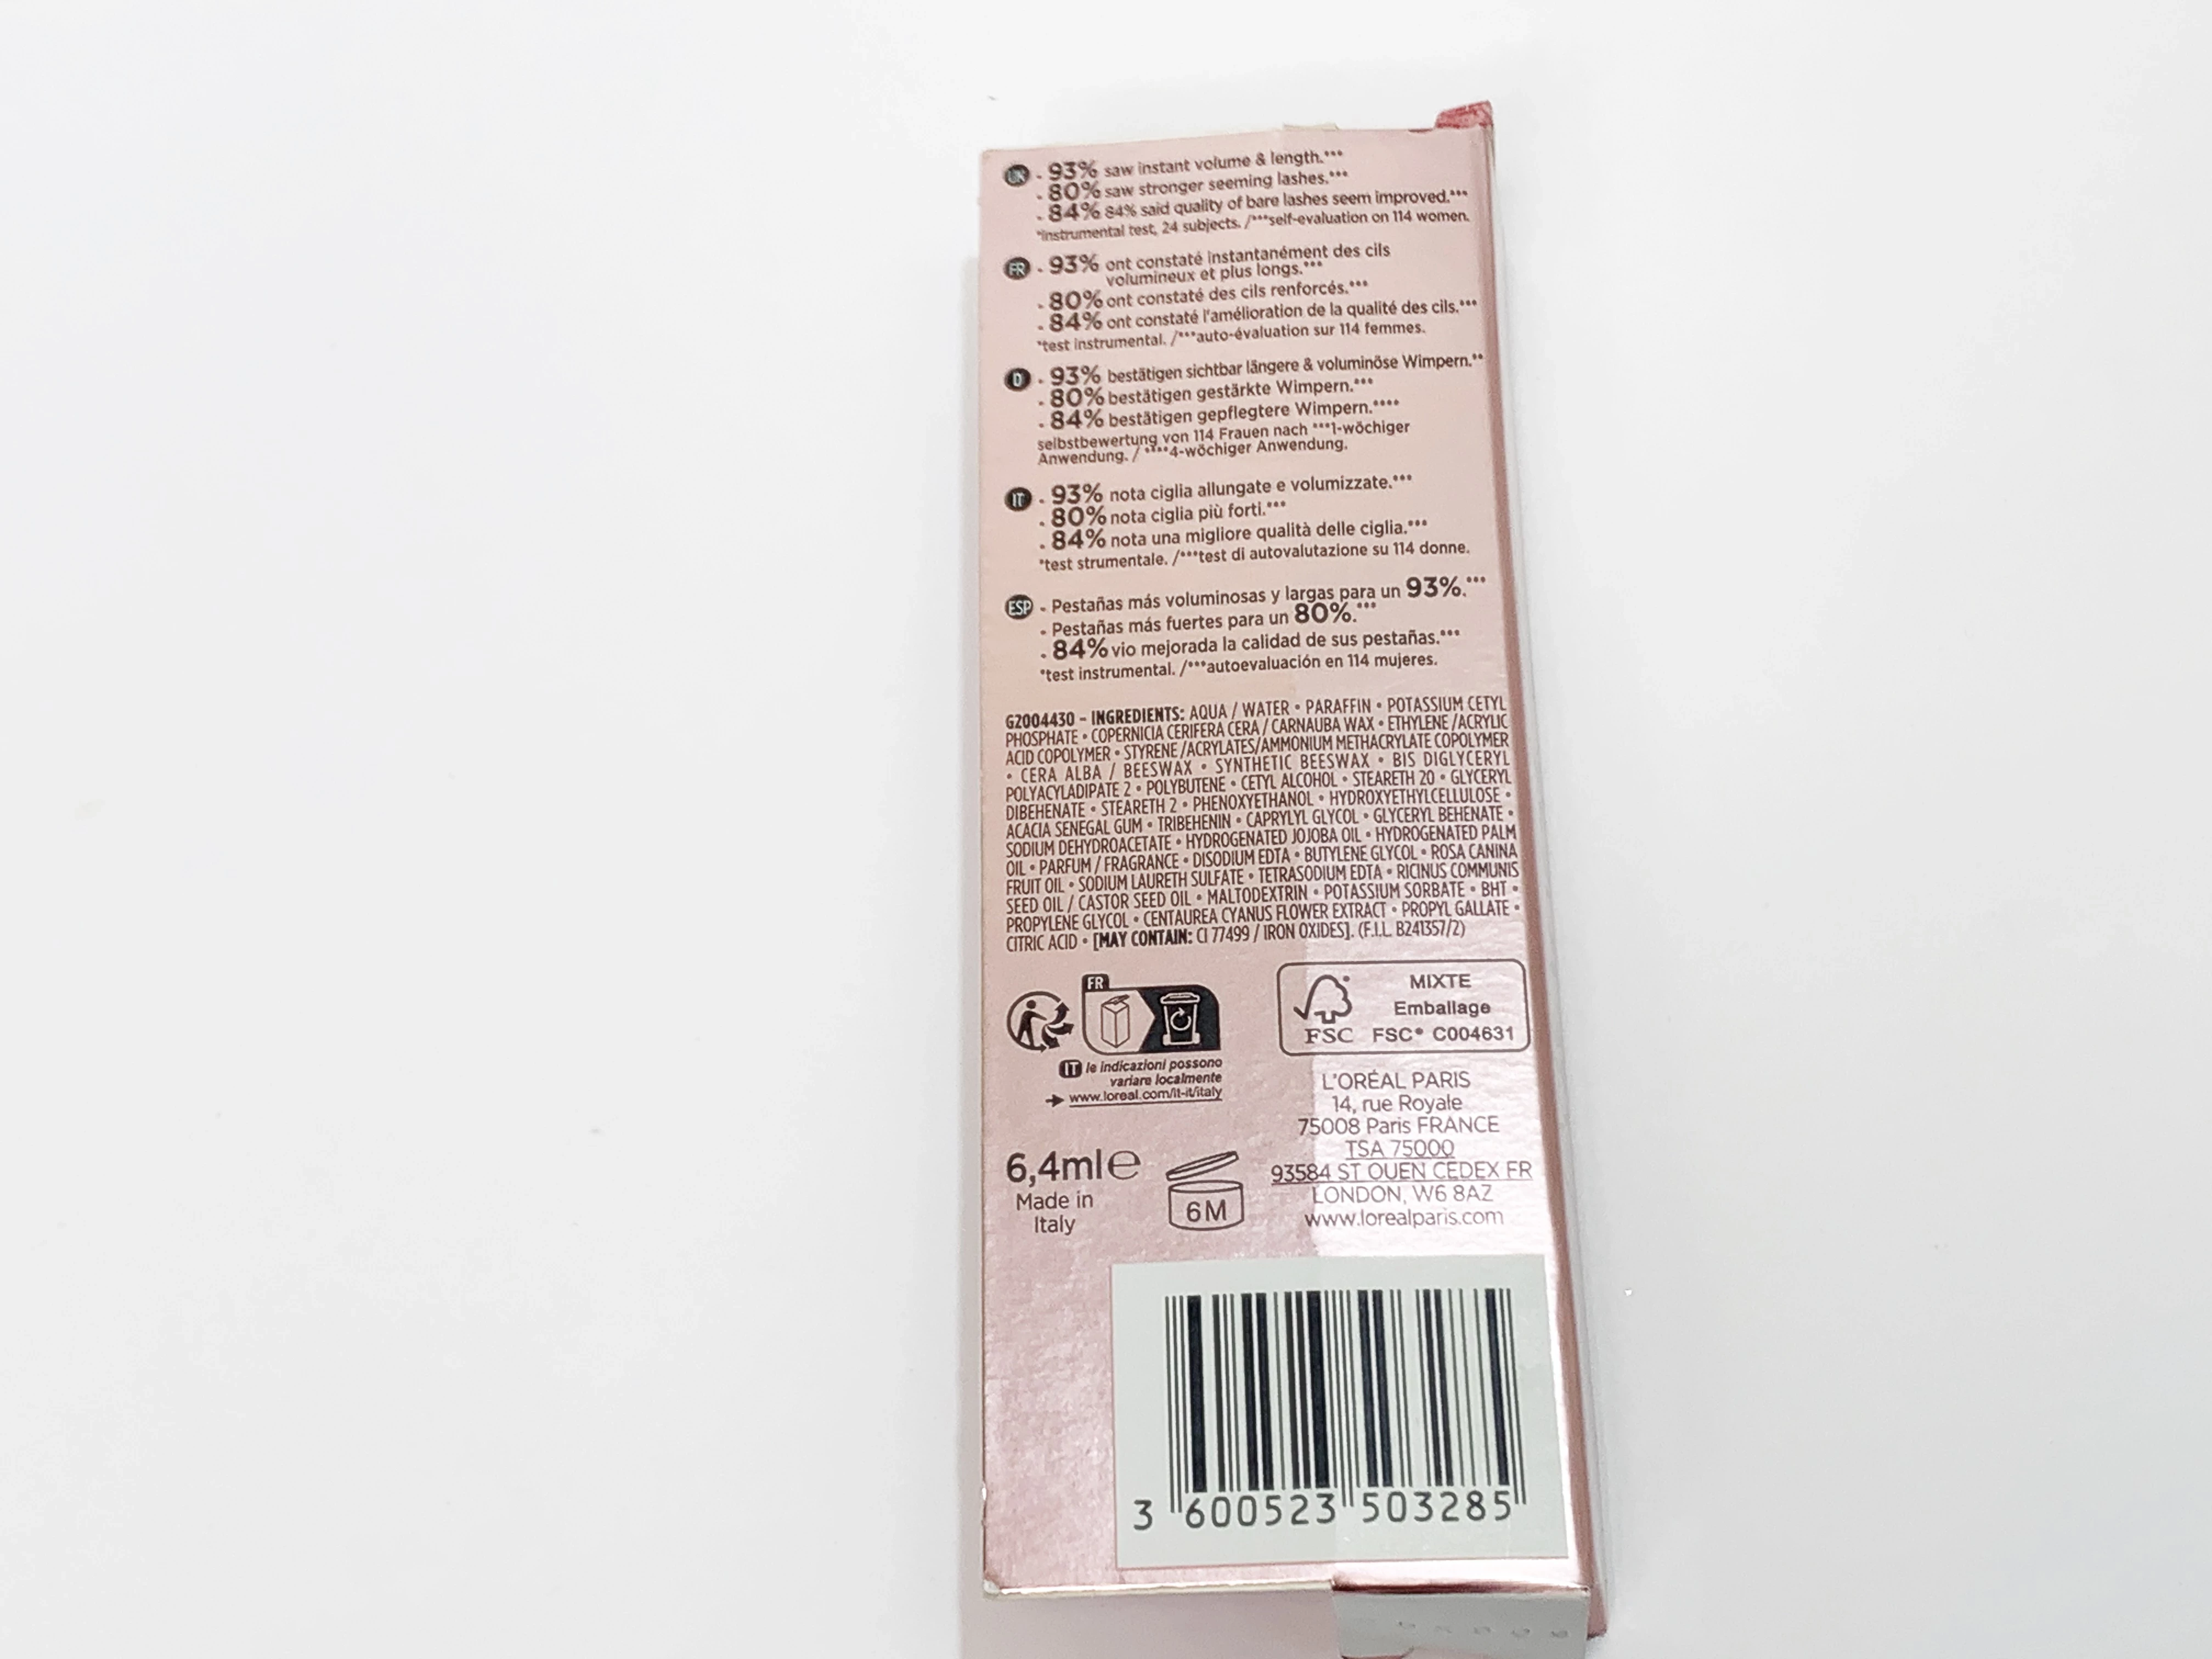 UK - 93% saw instant volume & length.***
- 80% saw stronger seeming lashes.***
- 84% 84% said quality of bare lashes seem improved.***
*Instrumental test, 24 subjects. /***self-evaluation on 114 women.
FR - 93% ont constaté instantanément des cils
volumineux et plus longs.***
- 80% ont constaté des cils renforcés.***
- 84% ont constaté l'amélioration de la qualité des cils.***
*test instrumental. /***auto-évaluation sur 114 femmes.
D - 93% bestätigen sichtbar längere & voluminöse Wimpern.**
- 80% bestätigen gestärkte Wimpern.***
- 84% bestätigen gepflegtere Wimpern.****
selbstbewertung von 114 Frauen nach ***1-wöchiger
Anwendung. / ****4-wöchiger Anwendung.
IT - 93% nota ciglia allungate e volumizzate.***
- 80% nota ciglia più forti.***
- 84% nota una migliore qualità delle ciglia.***
*test strumentale. /***test di autovalutazione su 114 donne.
ESP - Pestañas más voluminosas y largas para un 93%.***
- Pestañas más fuertes para un 80%.***
- 84% vio mejorada la calidad de sus pestañas.***
*test instrumental. /***autoevaluación en 114 mujeres.
G2004430 - INGREDIENTS: AQUA / WATER • PARAFFIN • POTASSIUM CETYL
PHOSPHATE • COPERNICIA CERIFERA CERA / CARNAUBA WAX • ETHYLENE/ACRYLIC
ACID COPOLYMER • STYRENE/ACRYLATES/AMMONIUM METHACRYLATE COPOLYMER
• CERA ALBA / BEESWAX • SYNTHETIC BEESWAX • BIS DIGLYCERYL
POLYACYLADIPATE 2 • POLYBUTENE • CETYL ALCOHOL • STEARETH 20 • GLYCERYL
DIBEHENATE • STEARETH 2 • PHENOXYETHANOL • HYDROXYETHYLCELLULOSE •
ACACIA SENEGAL GUM • TRIBEHENIN • CAPRYLYL GLYCOL • GLYCERYL BEHENATE •
SODIUM DEHYDROACETATE • HYDROGENATED JOJOBA OIL • HYDROGENATED PALM
OIL • PARFUM / FRAGRANCE • DISODIUM EDTA • BUTYLENE GLYCOL • ROSA CANINA
FRUIT OIL • SODIUM LAURETH SULFATE • TETRASODIUM EDTA • RICINUS COMMUNIS
SEED OIL / CASTOR SEED OIL • MALTODEXTRIN • POTASSIUM SORBATE • BHT •
PROPYLENE GLYCOL • CENTAUREA CYANUS FLOWER EXTRACT • PROPYL GALLATE •
CITRIC ACID • [MAY CONTAIN: CI 77499 / IRON OXIDES]. (F.I.L. B241357/2)
FR
IT le indicazioni possono
variare localmente
www.loreal.com/it-it/italy
MIXTE
Emballage
FSC FSC® C004631
L'ORÉAL PARIS
14, rue Royale
75008 Paris FRANCE
TSA 75000
93584 ST OUEN CEDEX FR
LONDON, W6 8AZ
www.lorealparis.com
6,4ml℮
Made in
Italy
6M
3 600523 503285